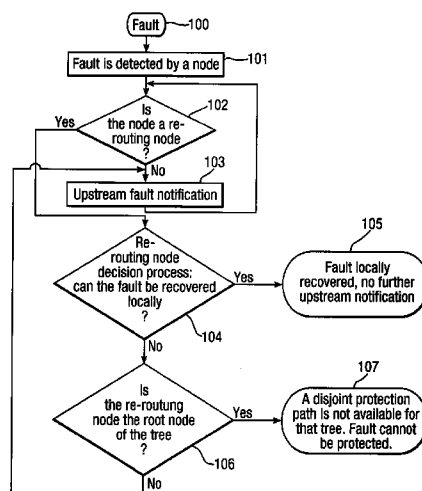 Fault
100
Fault is detected by a node
101
Is
the node a re-
routing node
?
102
Yes
No
103
Upstream fault notification
Re-
routing node
decision process:
can the fault be recovered
locally
?
104
Yes
105
Fault locally
recovered, no further
upstream notification
No
Is
the re-routung
node the root node
of the tree
?
106
Yes
107
A disjoint protection
path is not available for
that tree. Fault cannot
be protected.
No